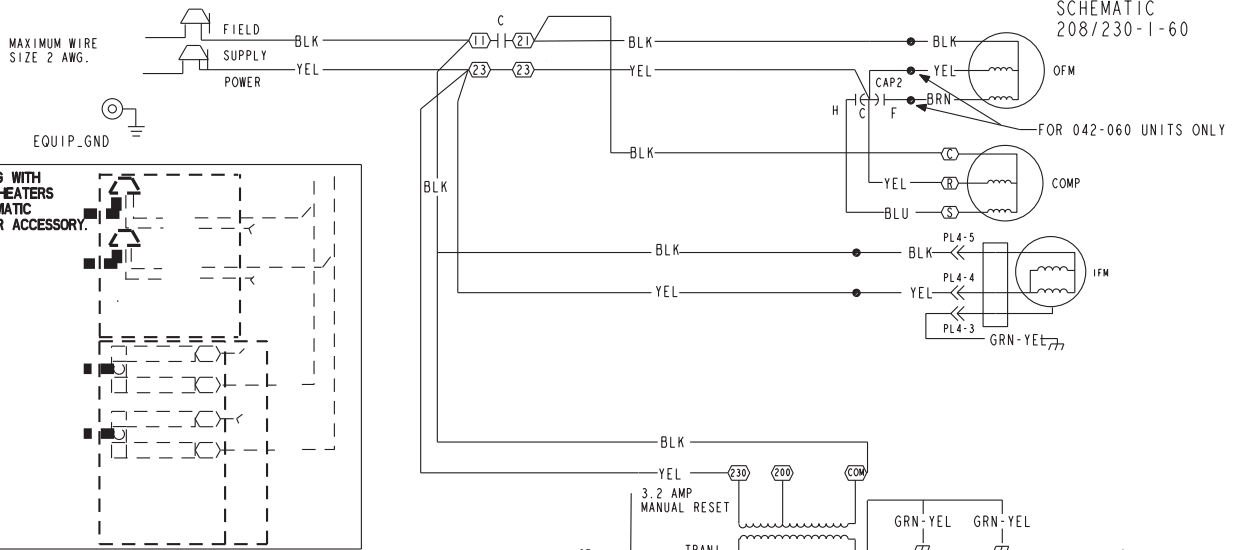 SCHEMATIC
208/230-1-60
MAXIMUM WIRE
SIZE 2 AWG.
FIELD
SUPPLY
POWER
BLK
YEL
C
11
21
23
23
BLK
YEL
BLK
YEL
BRN
CAP2
H
C
F
OFM
FOR 042-060 UNITS ONLY
EQUIP_GND
BLK
C
YEL
R
BLU
S
COMP
G WITH
HEATERS
MATIC
R ACCESSORY.
BLK
BLK
BLK
PL4-5
YEL
YEL
PL4-4
PL4-3
GRN-YEL
IFM
BLK
YEL
230
200
COM
3.2 AMP
MANUAL RESET
GRN-YEL
GRN-YEL